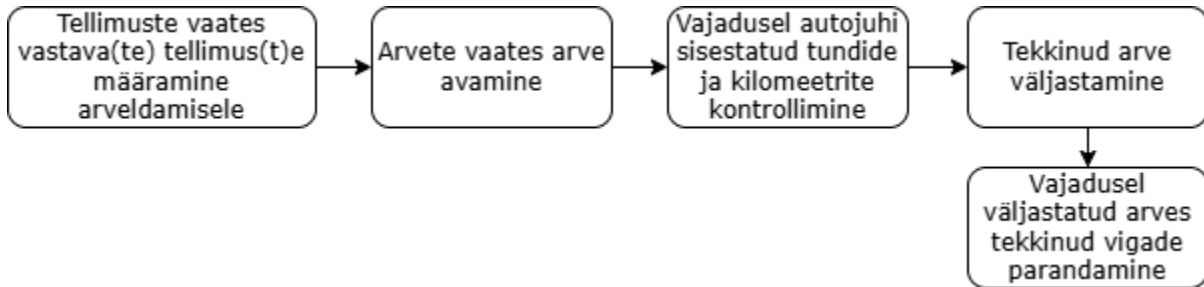 Tellimuste vaates
vastava(te) tellimus(t)e
määramine
arveldamisele
Arvete vaates arve
avamine
Vajadusel autojuhi
sisestatud tundide
ja kilomeetrite
kontrollimine
Tekkinud arve
väljastamine
Vajadusel
väljastatud arves
tekkinud vigade
parandamine